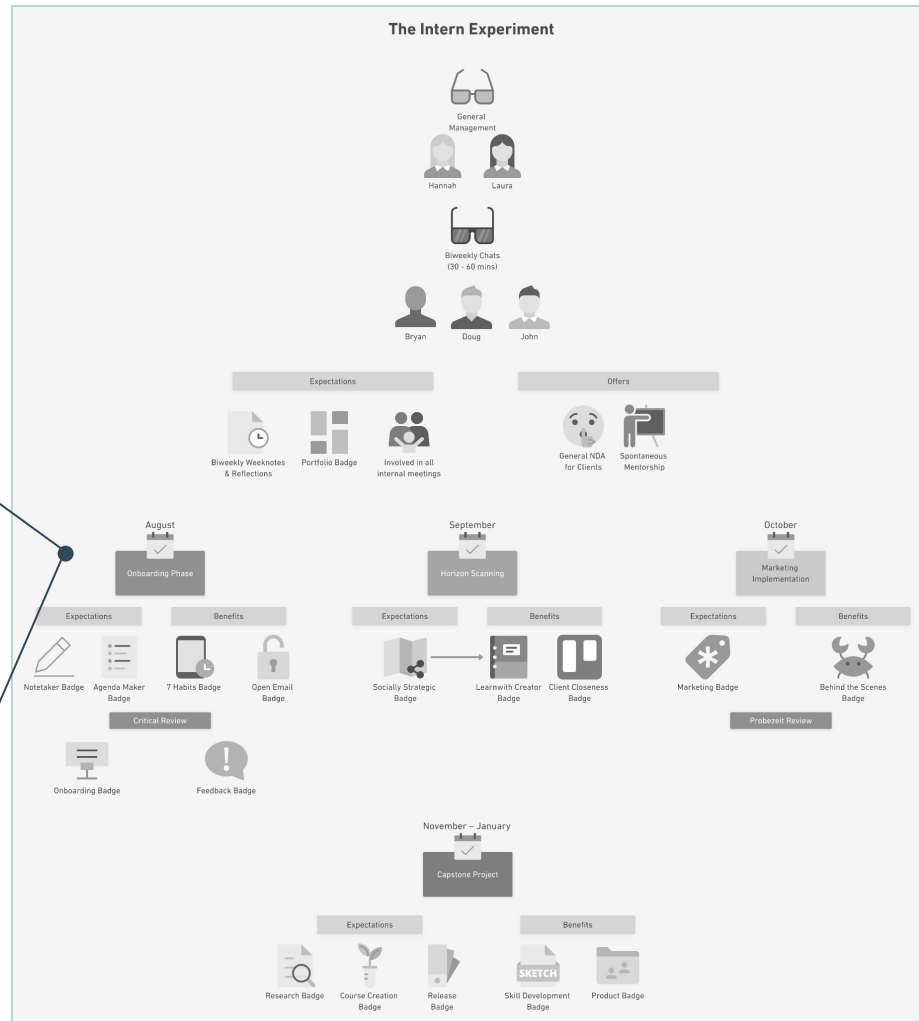 The Intern Experiment
General
Management
Hannah
Laura
Biweekly Chats
(30 - 60 mins)
Bryan
Doug
John
Expectations
Offers
Biweekly Weeknotes
& Reflections
Portfolio Badge
Involved in all
internal meetings
General NDA
for Clients
Spontaneous
Mentorship
August
Onboarding Phase
Expectations
Benefits
Notetaker Badge
Agenda Maker
Badge
7 Habits Badge
Open Email
Badge
Critical Review
Onboarding Badge
Feedback Badge
September
Horizon Scanning
Expectations
Benefits
Socially Strategic
Badge
Learnwith Creator
Badge
Client Closeness
Badge
October
Marketing
Implementation
Expectations
Benefits
Marketing Badge
Behind the Scenes
Badge
Probezeit Review
November – January
Capstone Project
Expectations
Benefits
Research Badge
Course Creation
Badge
Release
Badge
SKETCH
Skill Development
Badge
Product Badge